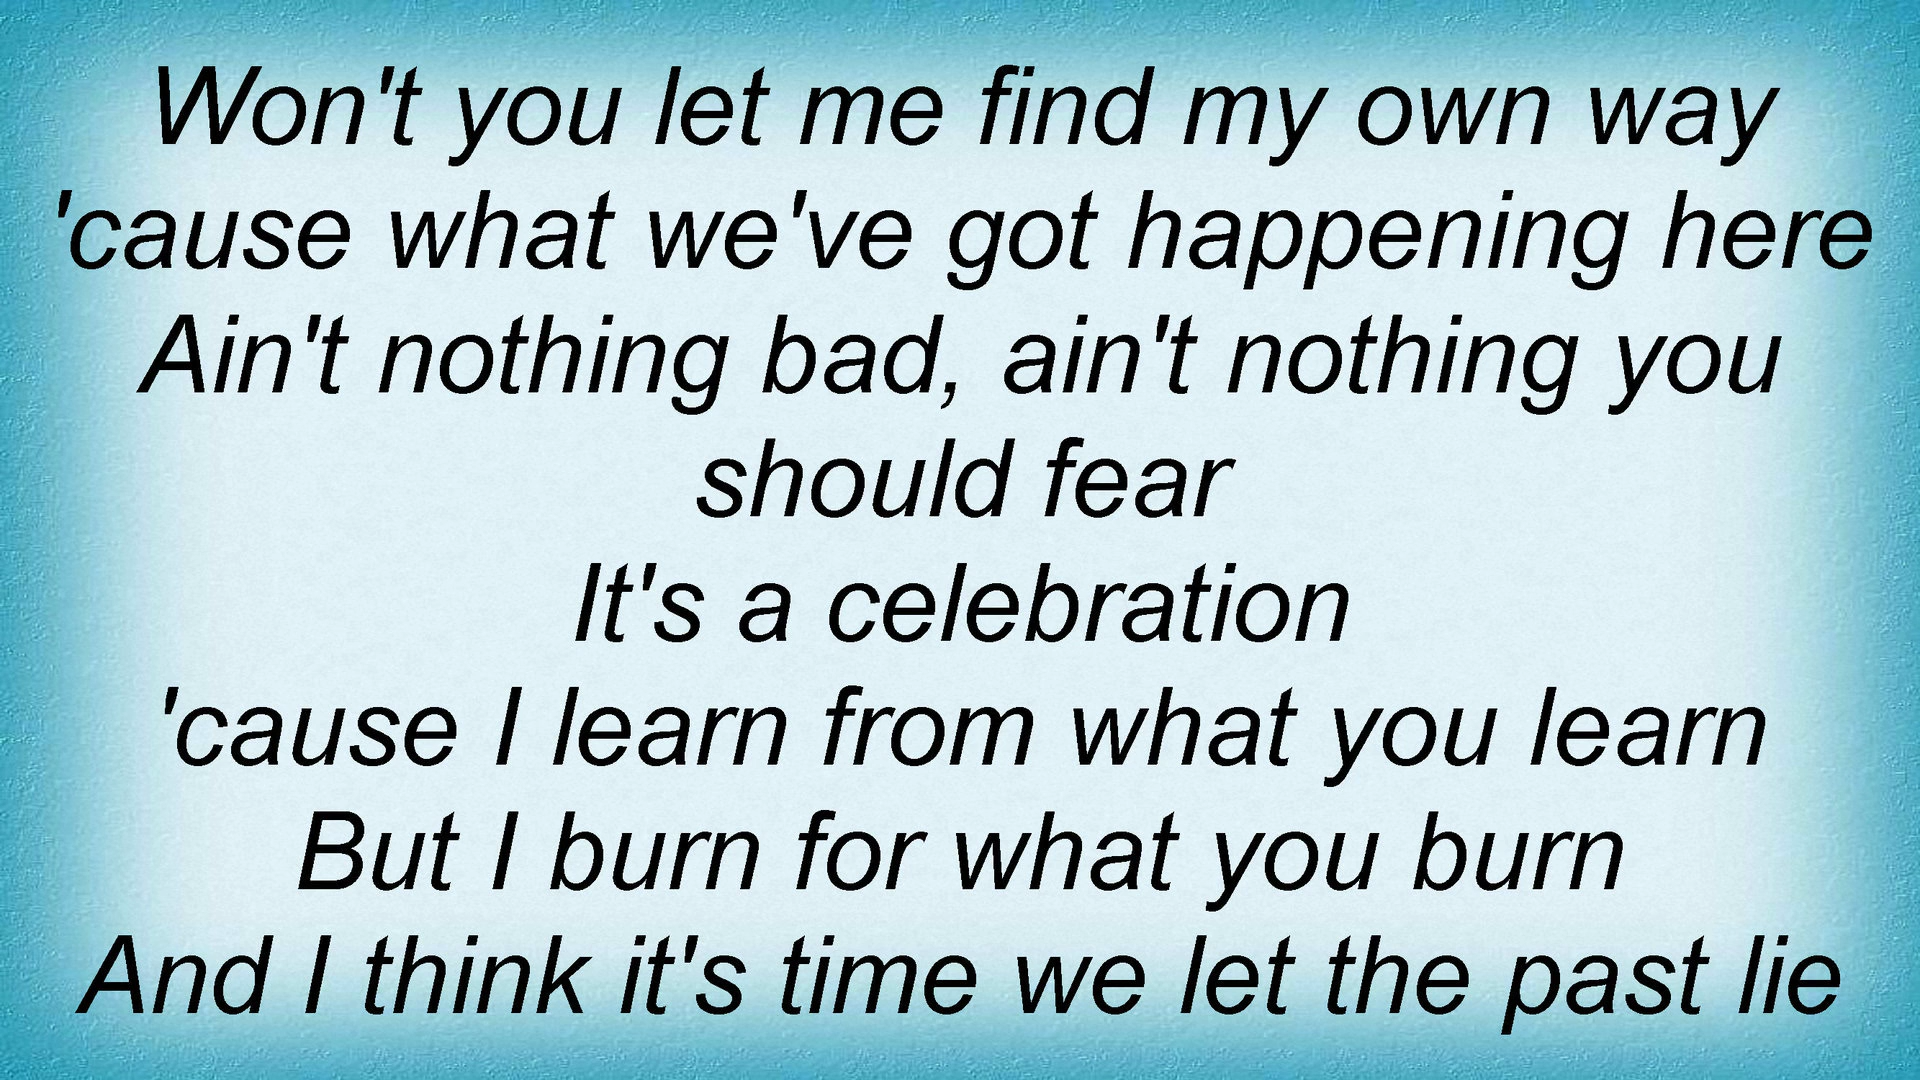 Won't you let me find my own way
'cause what we've got happening here
Ain't nothing bad, ain't nothing you
should fear
It's a celebration
'cause I learn from what you learn
But I burn for what you burn
And I think it's time we let the past lie